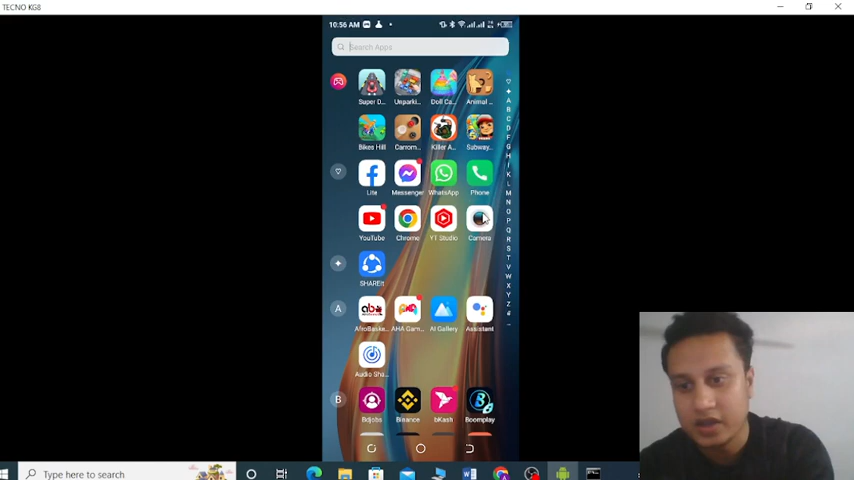 TECNO KG8
10:56 AM
Search Apps
Super D... Unparki... Doll Ca... Animal ...
Bikes Hill Carrom... Killer A... Subway...
Lite Messenger WhatsApp Phone
YouTube Chrome YT Studio Camera
SHAREit
A
AfroBaske... AHA Gam... AI Gallery Assistant
Audio Sha...
B
Bdjobs Binance bKash Boomplay
A
B
C
D
F
G
H
I
K
L
M
N
O
P
Q
R
S
T
V
W
X
Y
Z
#
Type here to search